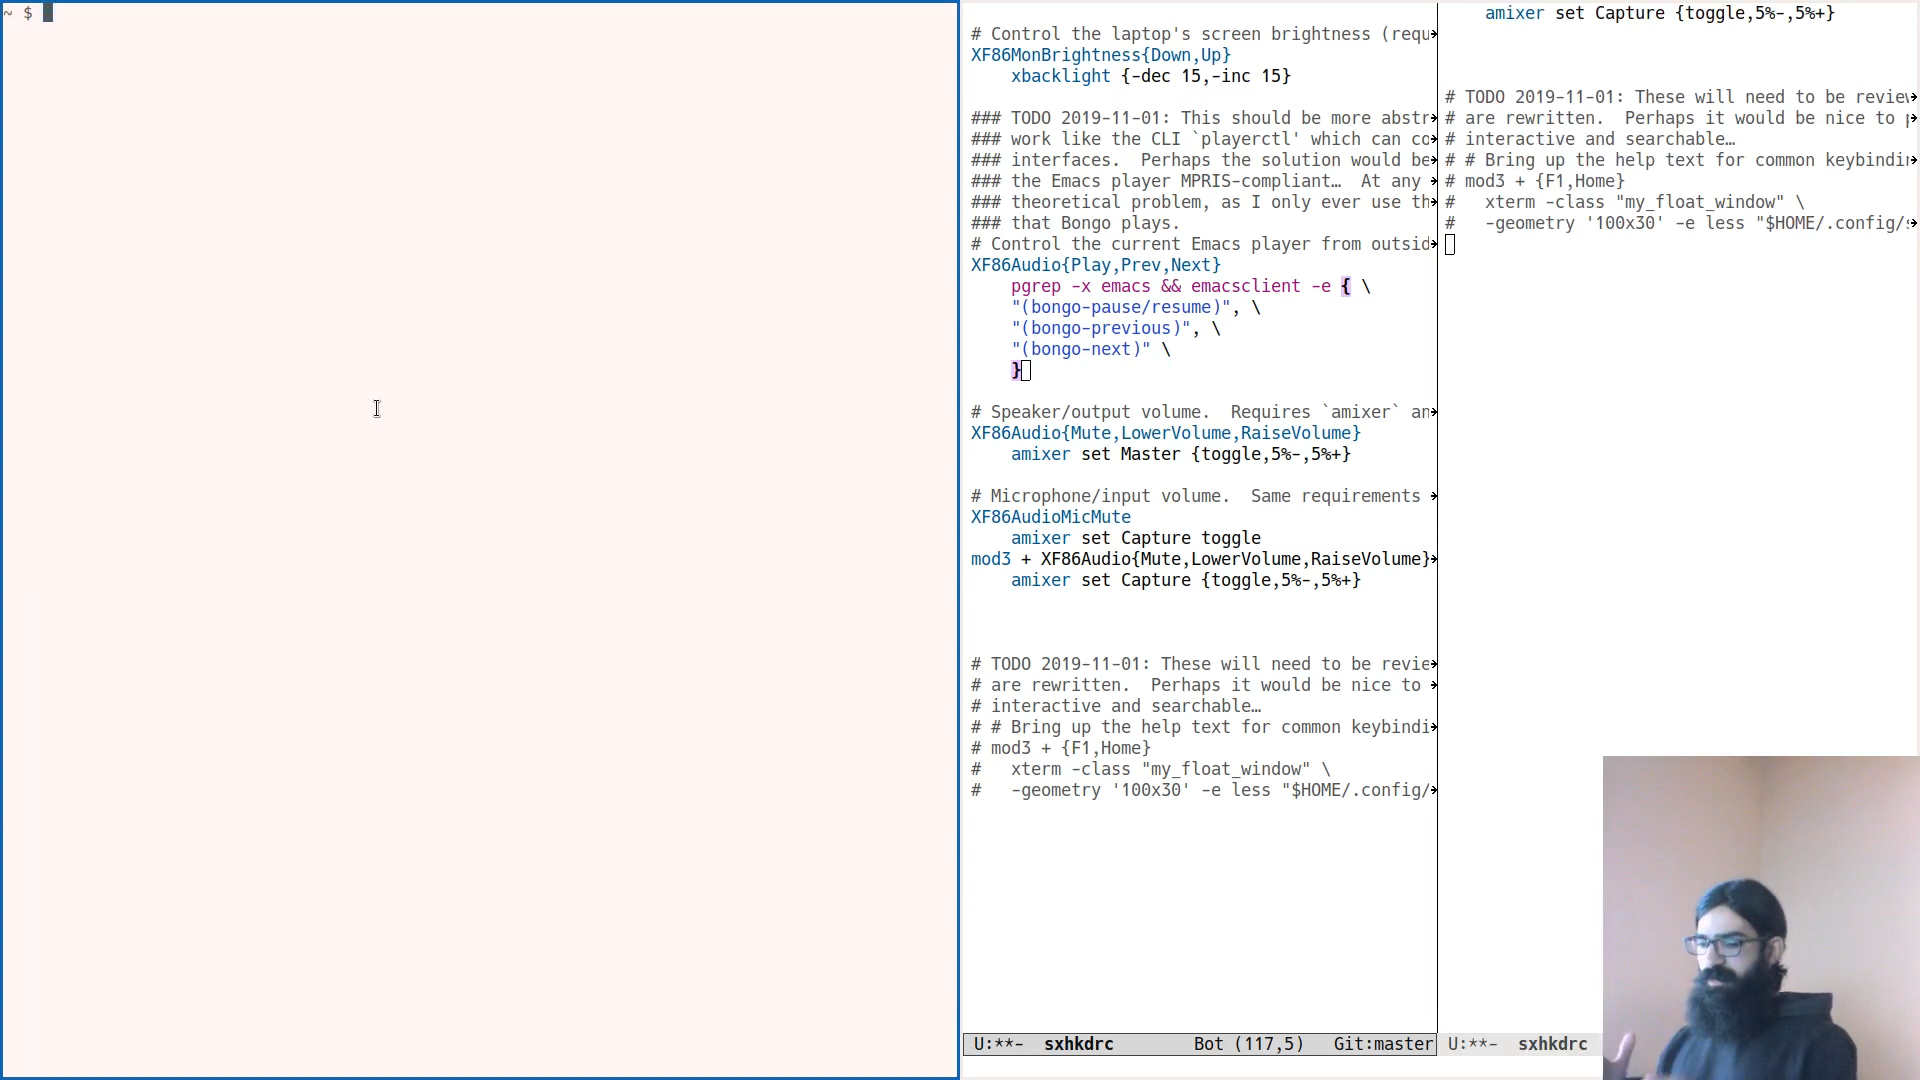 ~ $
# Control the laptop's screen brightness (requ
XF86MonBrightness{Down,Up}
xbacklight {-dec 15,-inc 15}
### TODO 2019-11-01: This should be more abstr
### work like the CLI `playerctl' which can co
### interfaces.  Perhaps the solution would be
### the Emacs player MPRIS-compliant…  At any
### theoretical problem, as I only ever use th
### that Bongo plays.
# Control the current Emacs player from outsid
XF86Audio{Play,Prev,Next}
pgrep -x emacs && emacsclient -e { \
"(bongo-pause/resume)", \
"(bongo-previous)", \
"(bongo-next)" \
}
# Speaker/output volume.  Requires `amixer` an
XF86Audio{Mute,LowerVolume,RaiseVolume}
amixer set Master {toggle,5%-,5%+}
# Microphone/input volume.  Same requirements
XF86AudioMicMute
amixer set Capture toggle
mod3 + XF86Audio{Mute,LowerVolume,RaiseVolume}
amixer set Capture {toggle,5%-,5%+}
# TODO 2019-11-01: These will need to be revie
# are rewritten.  Perhaps it would be nice to
# interactive and searchable…
# # Bring up the help text for common keybindi
# mod3 + {F1,Home}
#   xterm -class "my_float_window" \
#   -geometry '100x30' -e less "$HOME/.config/
U:**-  sxhkdrc        Bot (117,5)   Git:master
amixer set Capture {toggle,5%-,5%+}
# TODO 2019-11-01: These will need to be review
# are rewritten.  Perhaps it would be nice to
# interactive and searchable…
# # Bring up the help text for common keybindin
# mod3 + {F1,Home}
#   xterm -class "my_float_window" \
#   -geometry '100x30' -e less "$HOME/.config/
U:**-  sxhkdrc